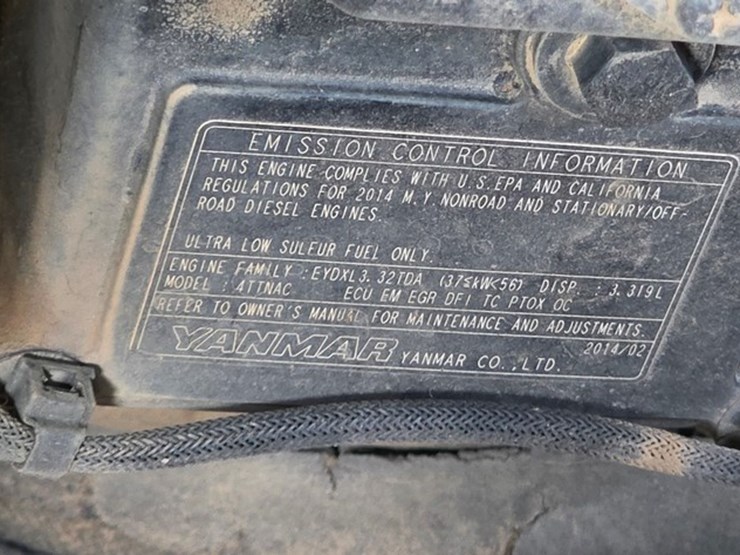 EMISSION CONTROL INFORMATION
THIS ENGINE COMPLIES WITH U.S.EPA AND CALIFORNIA
REGULATIONS FOR 2014 M.Y. NONROAD AND STATIONARY/OFF-
ROAD DIESEL ENGINES.
ULTRA LOW SULFUR FUEL ONLY.
ENGINE FAMILY : EYDXL3.32TDA (37≤kW<56) DISP. : 3.319L
MODEL : 4TTNAC ECU EM EGR DFI TC PTOX OC
REFER TO OWNER'S MANUAL FOR MAINTENANCE AND ADJUSTMENTS.
2014/02
YANMAR YANMAR CO.,LTD.